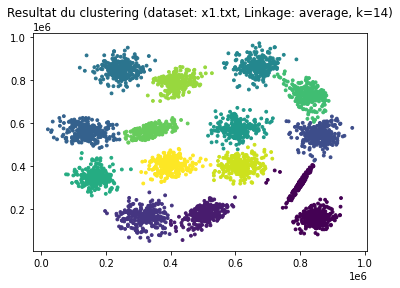 Resultat du clustering (dataset: x1.txt, Linkage: average, k=14)
1e6
1.0
0.8
0.6
0.4
0.2
0.0 0.2 0.4 0.6 0.8 1.0
1e6